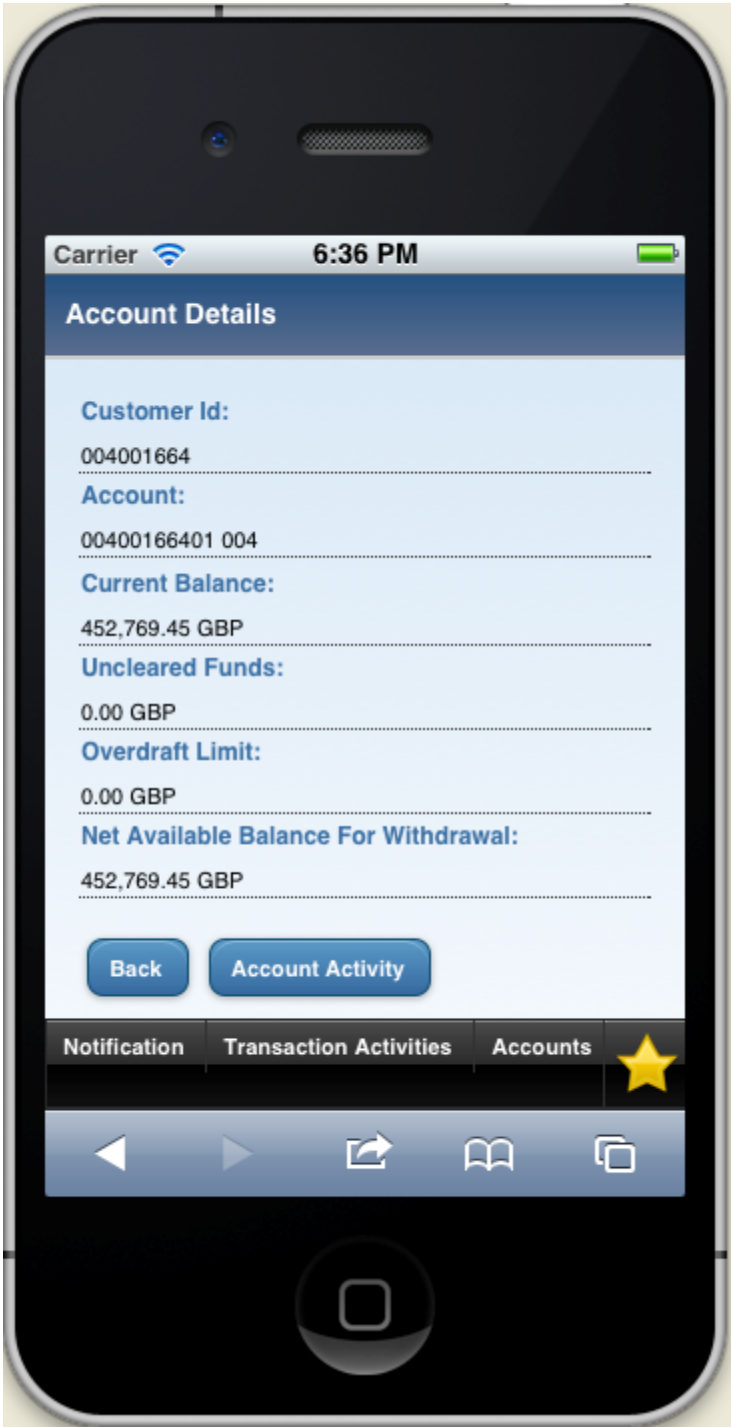 Carrier 6:36 PM
Account Details
Customer Id:
004001664
Account:
00400166401 004
Current Balance:
452,769.45 GBP
Uncleared Funds:
0.00 GBP
Overdraft Limit:
0.00 GBP
Net Available Balance For Withdrawal:
452,769.45 GBP
Back Account Activity
Notification Transaction Activities Accounts